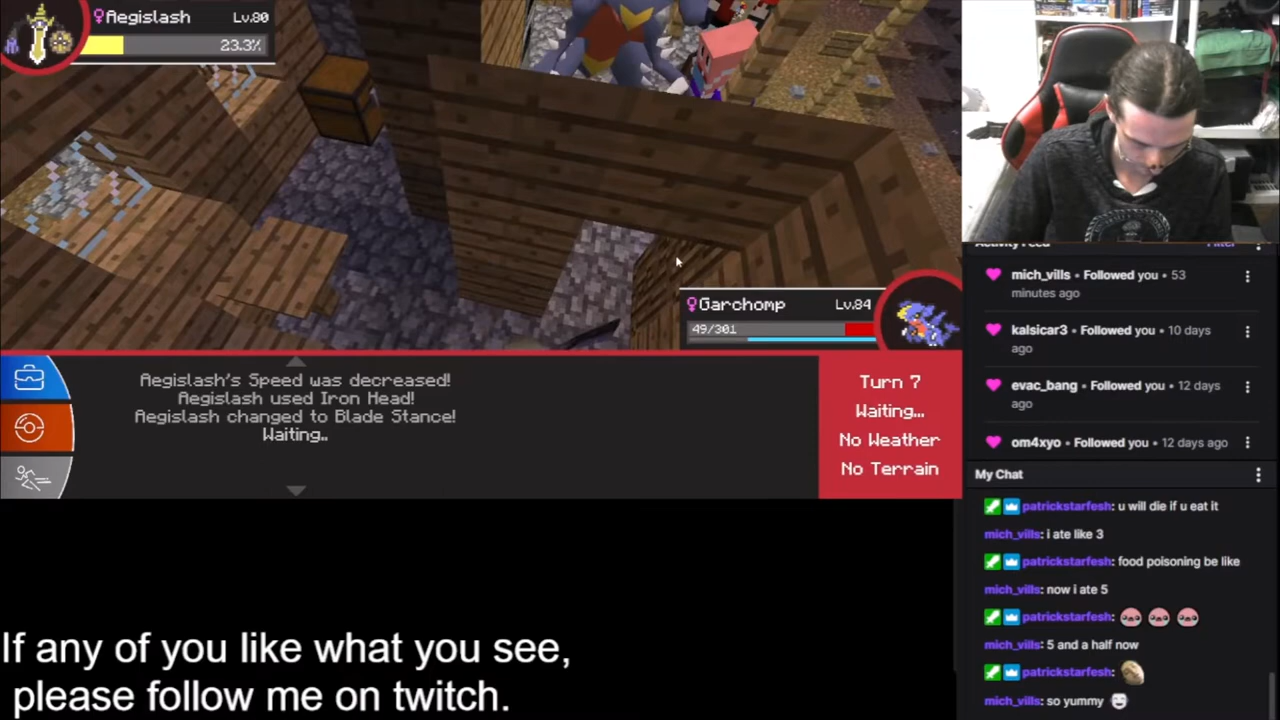 ♀Aegislash Lv.80
23.3%
♀Garchomp Lv.84
49/301
Aegislash's Speed was decreased!
Aegislash used Iron Head!
Aegislash changed to Blade Stance!
Waiting..
Turn 7
Waiting...
No Weather
No Terrain
If any of you like what you see,
please follow me on twitch.
Activity Feed Filter
mich_vills • Followed you • 53
minutes ago
kalsicar3 • Followed you • 10 days
ago
evac_bang • Followed you • 12 days
ago
om4xyo • Followed you • 12 days ago
My Chat
patrickstarfesh: u will die if u eat it
mich_vills: i ate like 3
patrickstarfesh: food poisoning be like
mich_vills: now i ate 5
patrickstarfesh:
mich_vills: 5 and a half now
patrickstarfesh:
mich_vills: so yummy